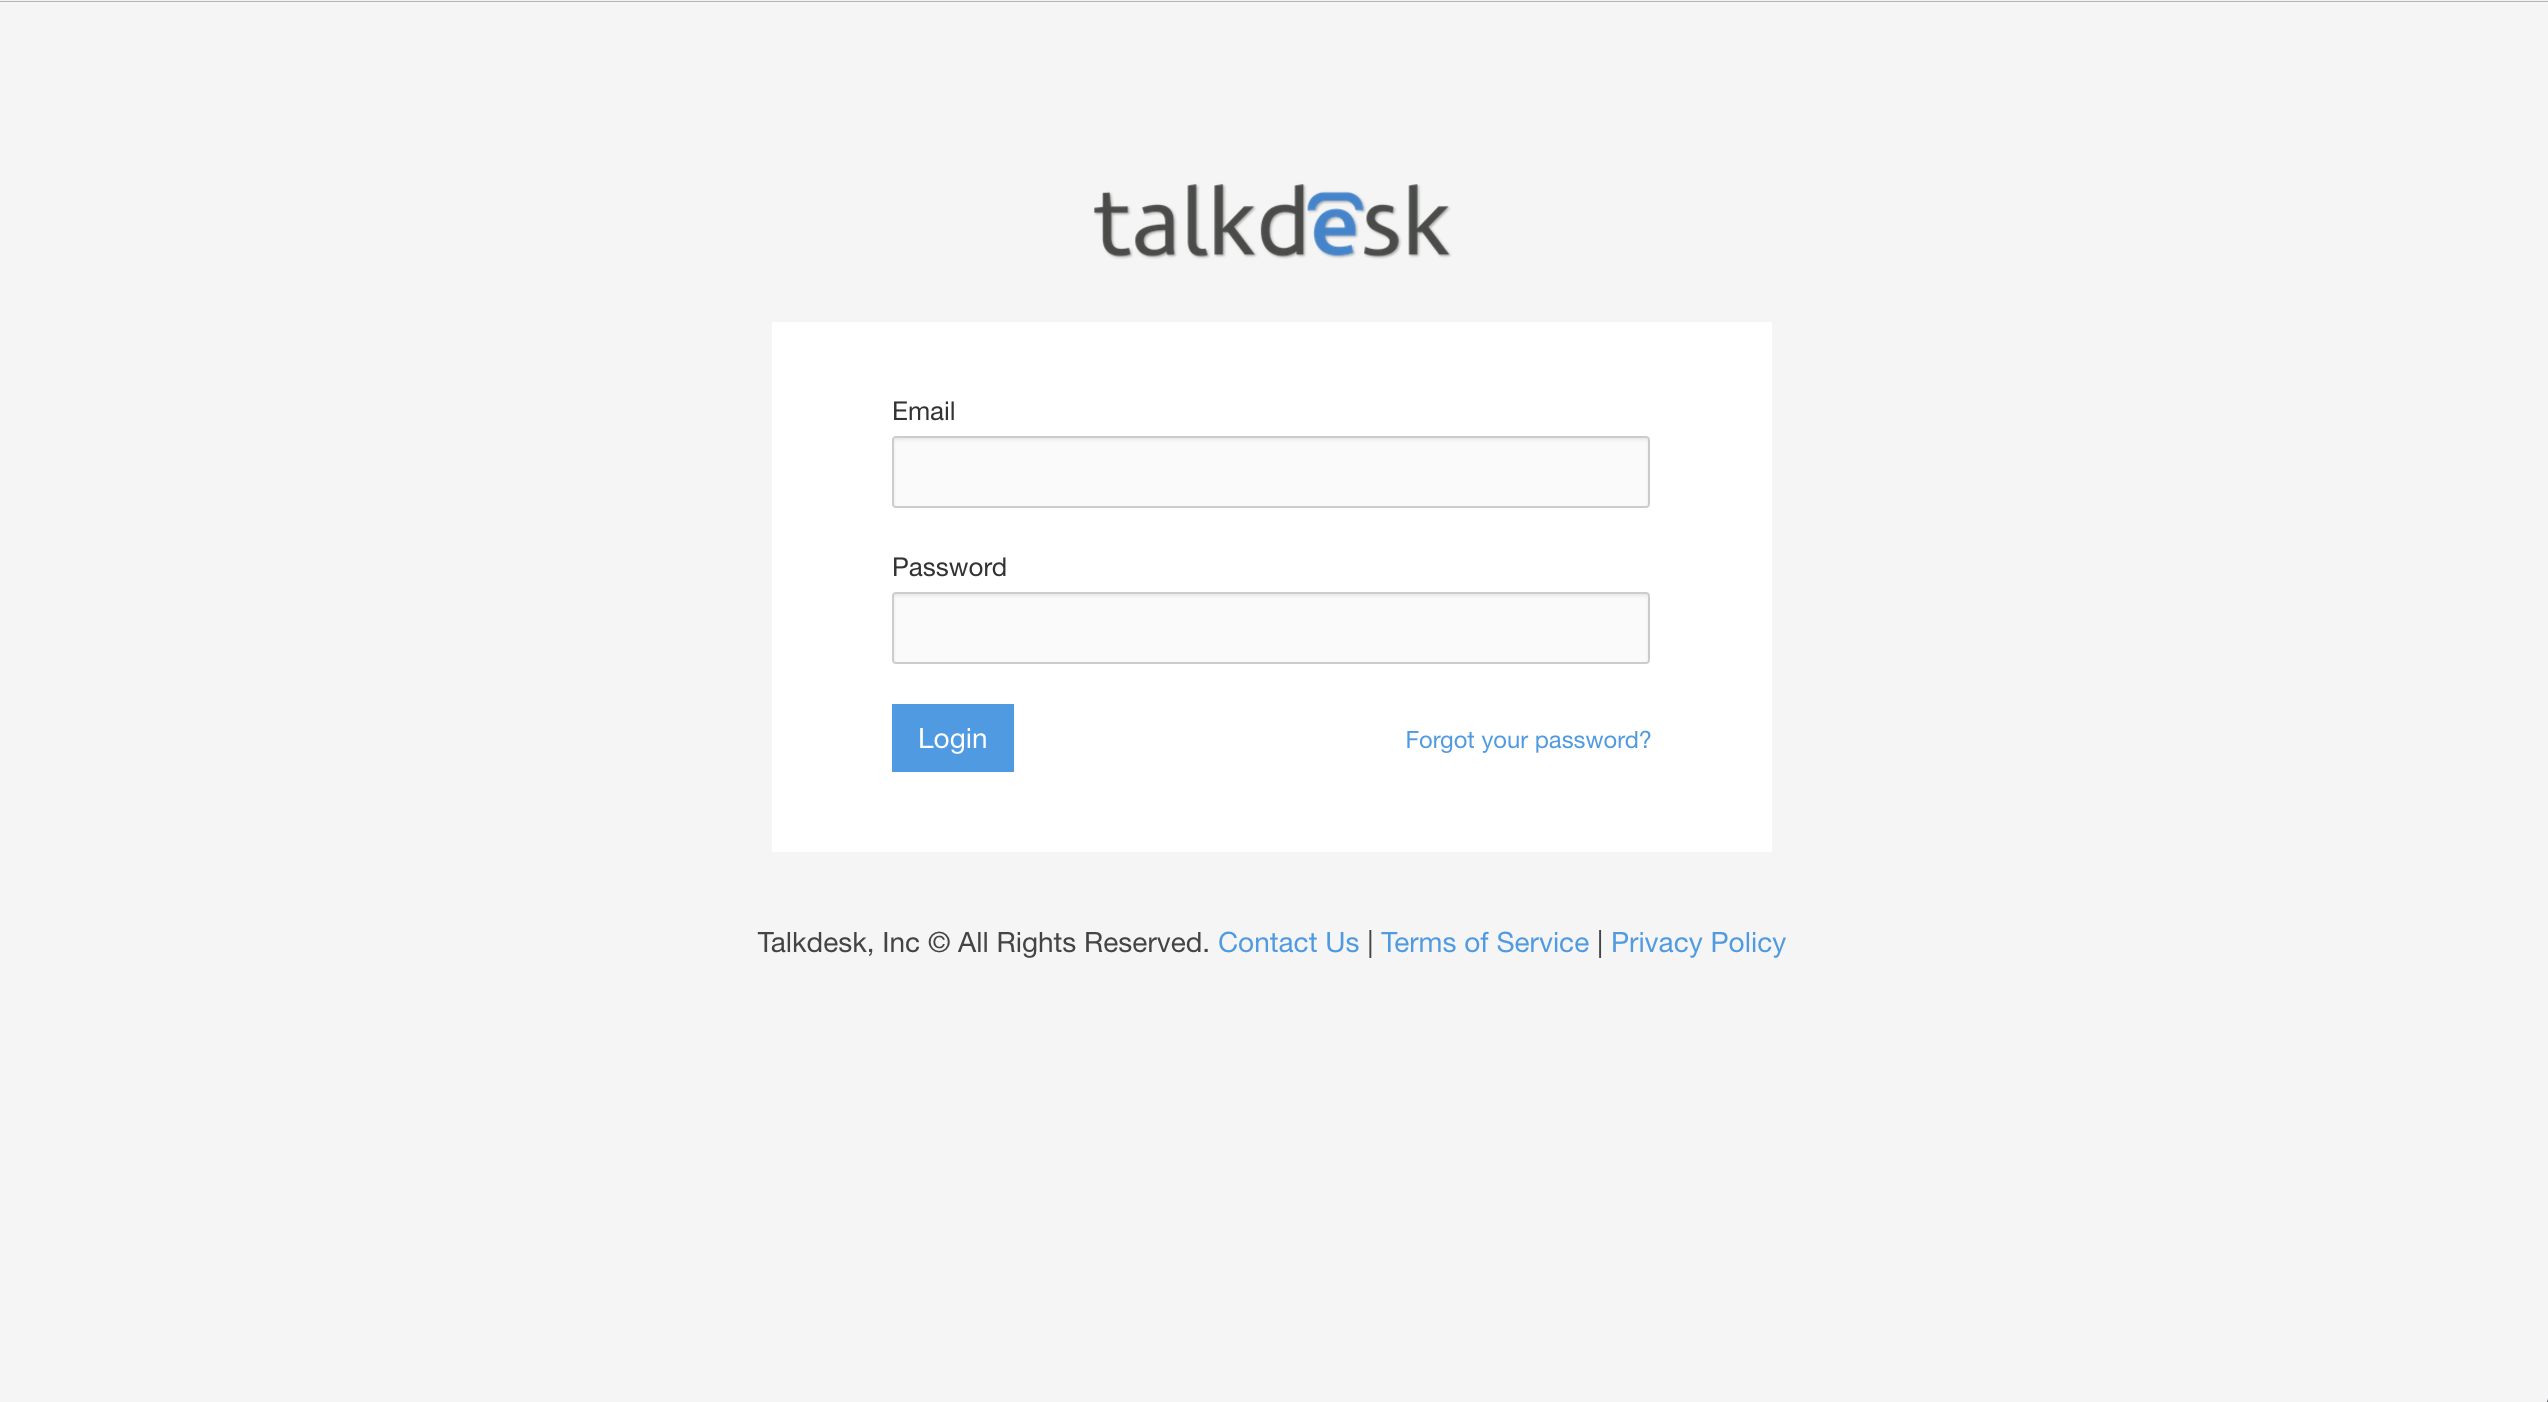 talkdesk
Email
Password
Login
Forgot your password?
Talkdesk, Inc © All Rights Reserved. Contact Us | Terms of Service | Privacy Policy